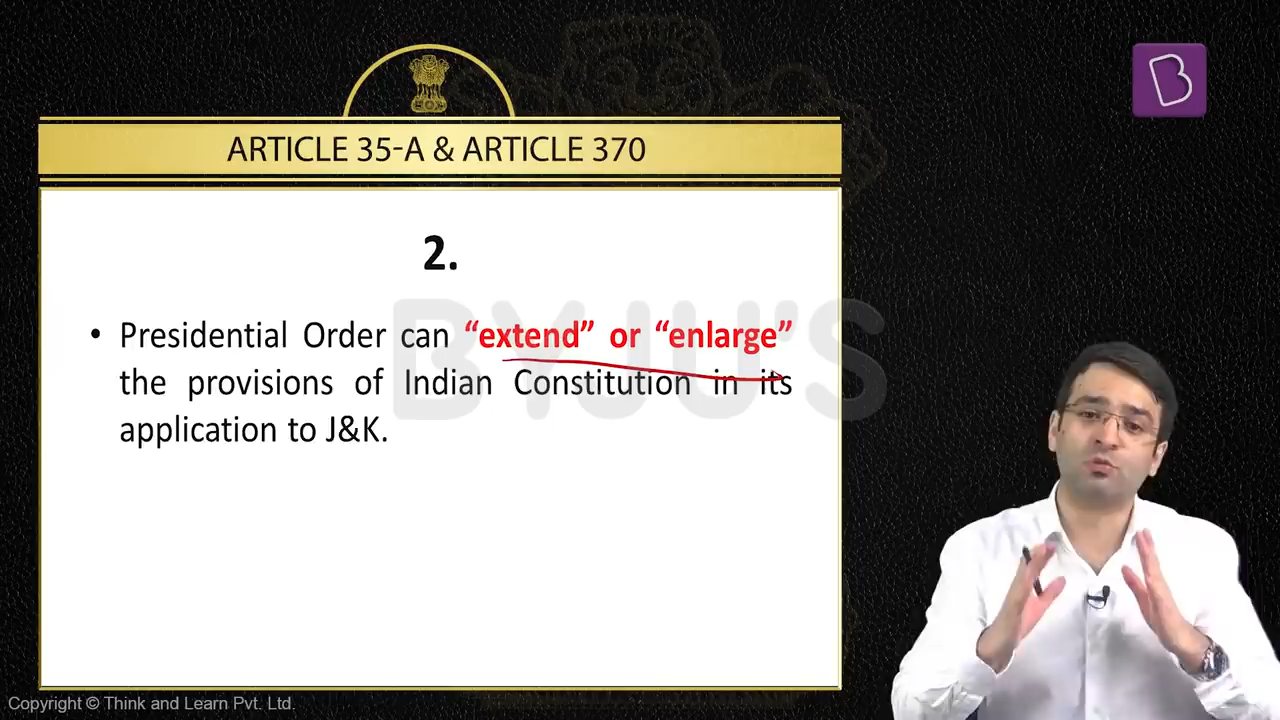 B
ARTICLE 35-A & ARTICLE 370
2.
• Presidential Order can “extend” or “enlarge”
the provisions of Indian Constitution in its
application to J&K.
BYJU'S
Copyright © Think and Learn Pvt. Ltd.